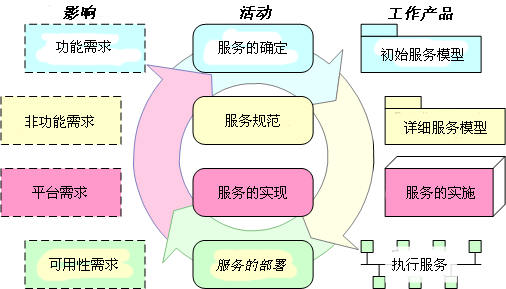 影响 活动 工作产品
功能需求 服务的确定 初始服务模型
非功能需求 服务规范 详细服务模型
平台需求 服务的实现 服务的实施
可用性需求 服务的部署 执行服务